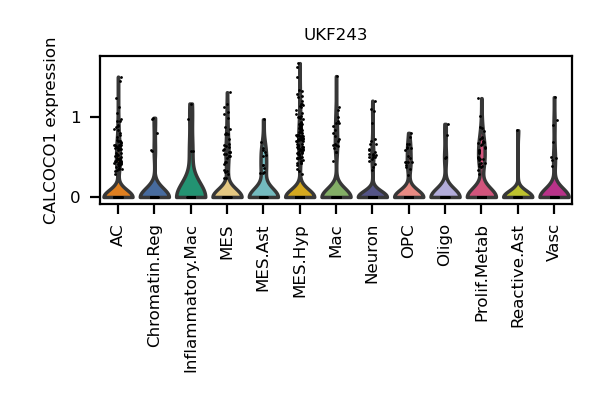 UKF243
CALCOCO1 expression
1
0
AC
Chromatin.Reg
Inflammatory.Mac
MES
MES.Ast
MES.Hyp
Mac
Neuron
OPC
Oligo
Prolif.Metab
Reactive.Ast
Vasc